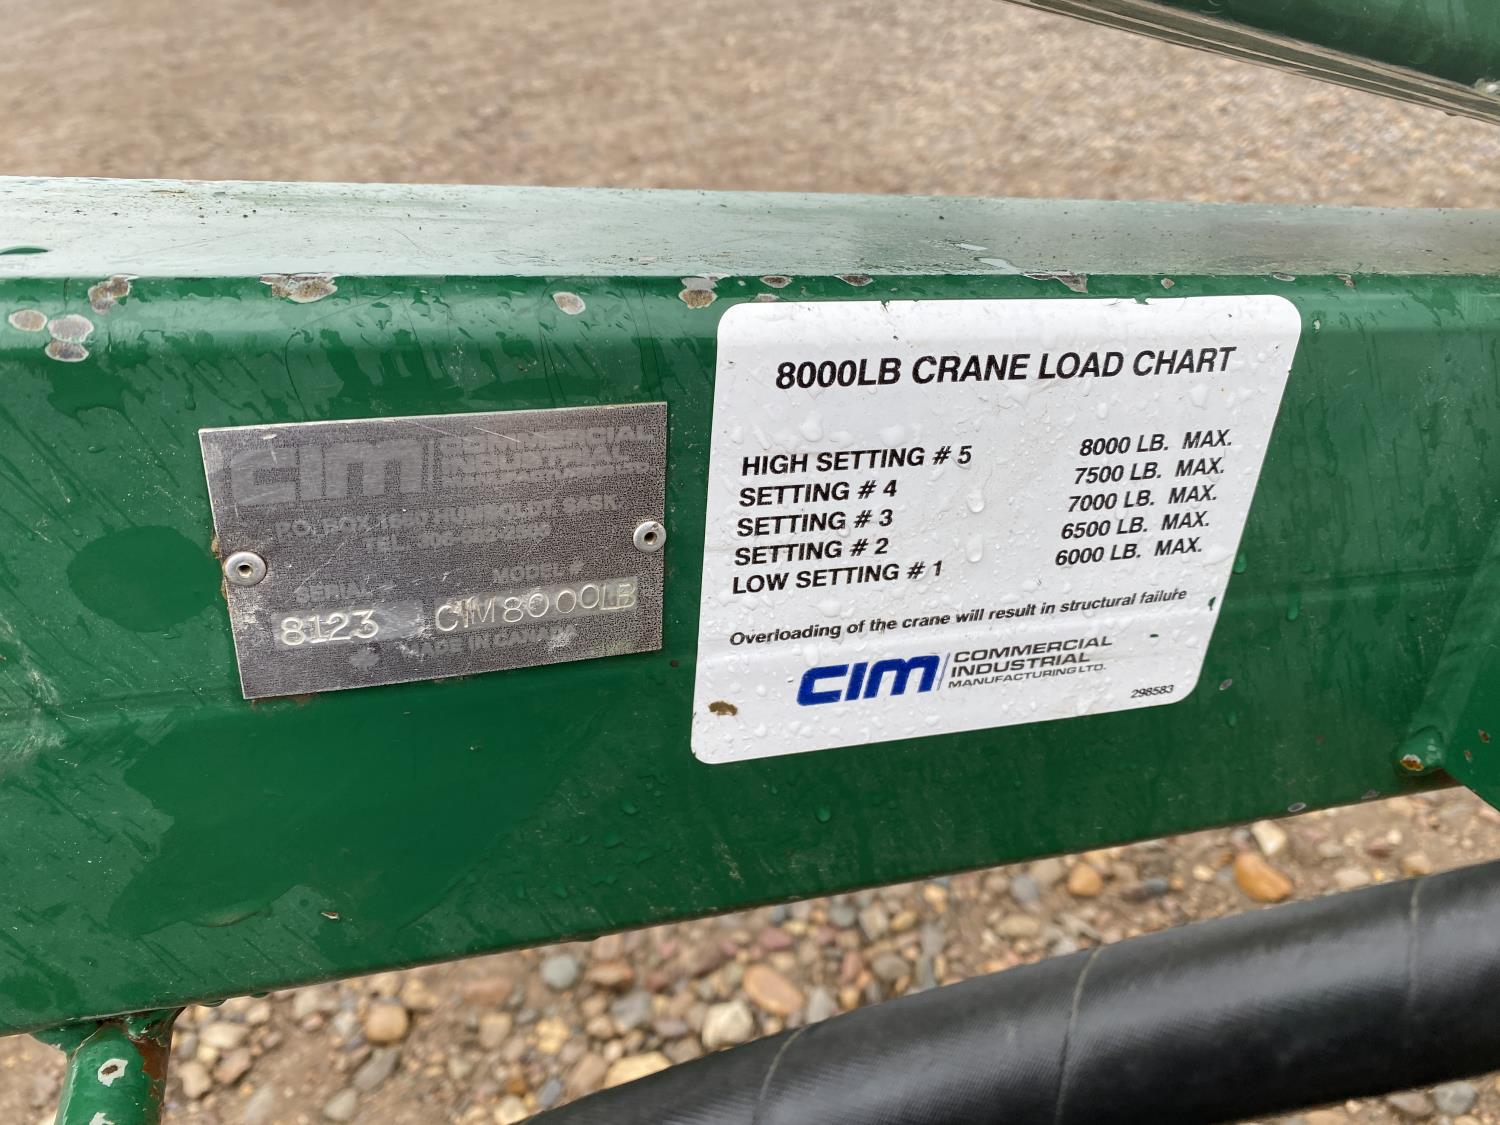 CIM COMMERCIAL
INDUSTRIAL
P.O. BOX HUMBOLDT, SASK
TEL.
SERIAL # MODEL #
8123 CIM8000LB
MADE IN CANADA
8000LB CRANE LOAD CHART
HIGH SETTING # 5 8000 LB. MAX.
SETTING # 4 7500 LB. MAX.
SETTING # 3 7000 LB. MAX.
SETTING # 2 6500 LB. MAX.
LOW SETTING # 1 6000 LB. MAX.
Overloading of the crane will result in structural failure
CIM COMMERCIAL
INDUSTRIAL
MANUFACTURING LTD.
298583